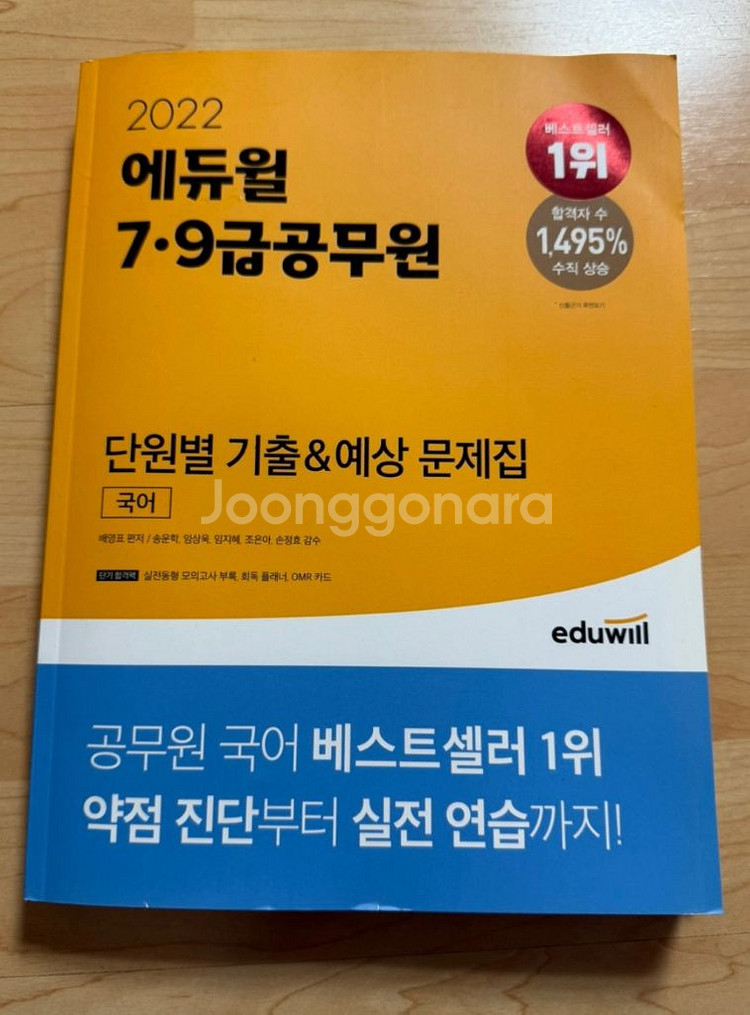 2022
에듀윌
7·9급공무원
베스트셀러
1위
합격자 수
1,495%
수직 상승
단원별 기출&예상 문제집
국어
Joonggonara
배영표 편저 / 송운학, 임상욱, 임지혜, 조은아, 손정효 감수
단기 합격팩 실전동형 모의고사 부록, 회독 플래너, OMR 카드
eduwill
공무원 국어 베스트셀러 1위
약점 진단부터 실전 연습까지!